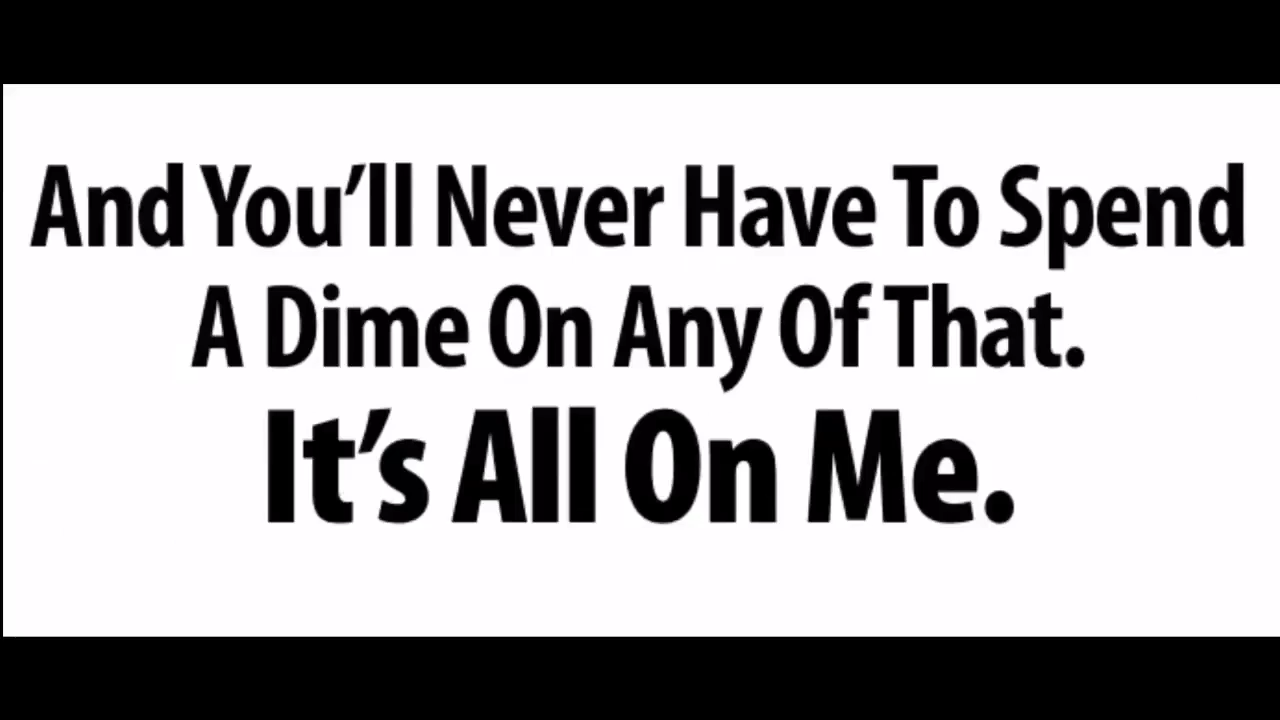 And You’ll Never Have To Spend
A Dime On Any Of That.
It’s All On Me.